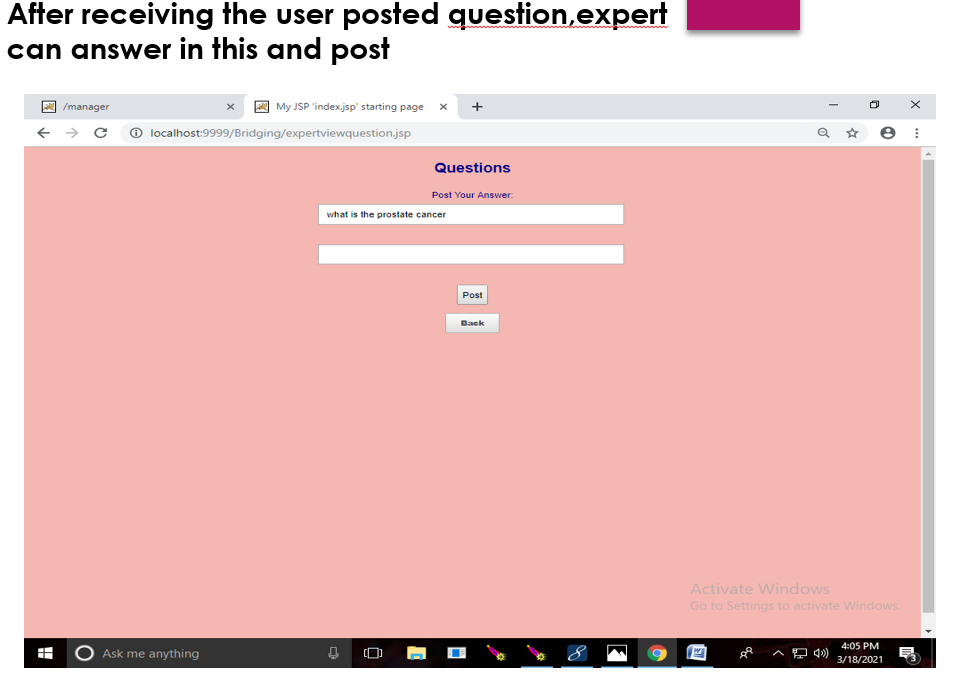 After receiving the user posted question,expert
can answer in this and post
/manager
My JSP 'index.jsp' starting page
localhost:9999/Bridging/expertviewquestion.jsp
Questions
Post Your Answer:
what is the prostate cancer
Post
Back
Activate Windows
Go to Settings to activate Windows.
Ask me anything
4:05 PM
3/18/2021
3